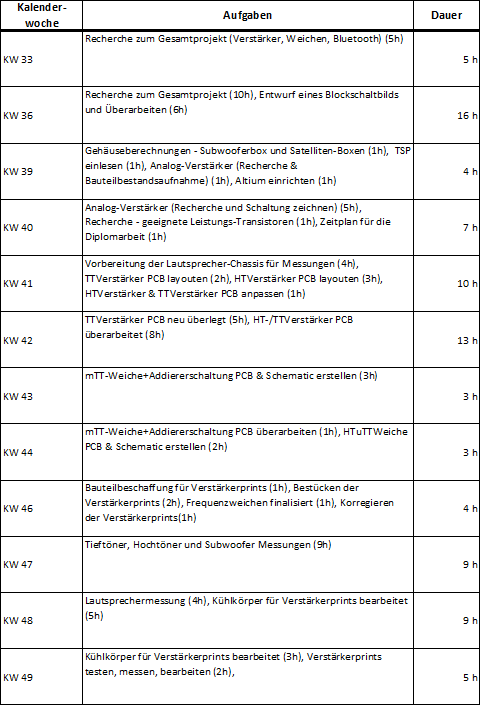 Kalender-
woche
Aufgaben
Dauer
KW 33
Recherche zum Gesamtprojekt (Verstärker, Weichen, Bluetooth) (5h)
5 h
KW 36
Recherche zum Gesamtprojekt (10h), Entwurf eines Blockschaltbilds
und Überarbeiten (6h)
16 h
KW 39
Gehäuseberechnungen - Subwooferbox und Satelliten-Boxen (1h), TSP
einlesen (1h), Analog-Verstärker (Recherche &
Bauteilbestandsaufnahme) (1h), Altium einrichten (1h)
4 h
KW 40
Analog-Verstärker (Recherche und Schaltung zeichnen) (5h),
Recherche - geeignete Leistungs-Transistoren (1h), Zeitplan für die
Diplomarbeit (1h)
7 h
KW 41
Vorbereitung der Lautsprecher-Chassis für Messungen (4h),
TTVerstärker PCB layouten (2h), HTVerstärker PCB layouten (3h),
HTVerstärker & TTVerstärker PCB anpassen (1h)
10 h
KW 42
TTVerstärker PCB neu überlegt (5h), HT-/TTVerstärker PCB
überarbeitet (8h)
13 h
KW 43
mTT-Weiche+Addiererschaltung PCB & Schematic erstellen (3h)
3 h
KW 44
mTT-Weiche+Addiererschaltung PCB überarbeiten (1h), HTuTTWeiche
PCB & Schematic erstellen (2h)
3 h
KW 46
Bauteilbeschaffung für Verstärkerprints (1h), Bestücken der
Verstärkerprints (2h), Frequenzweichen finalisiert (1h), Korregieren
der Verstärkerprints(1h)
4 h
KW 47
Tieftöner, Hochtöner und Subwoofer Messungen (9h)
9 h
KW 48
Lautsprechermessung (4h), Kühlkörper für Verstärkerprints bearbeitet
(5h)
9 h
KW 49
Kühlkörper für Verstärkerprints bearbeitet (3h), Verstärkerprints
testen, messen, bearbeiten (2h),
5 h